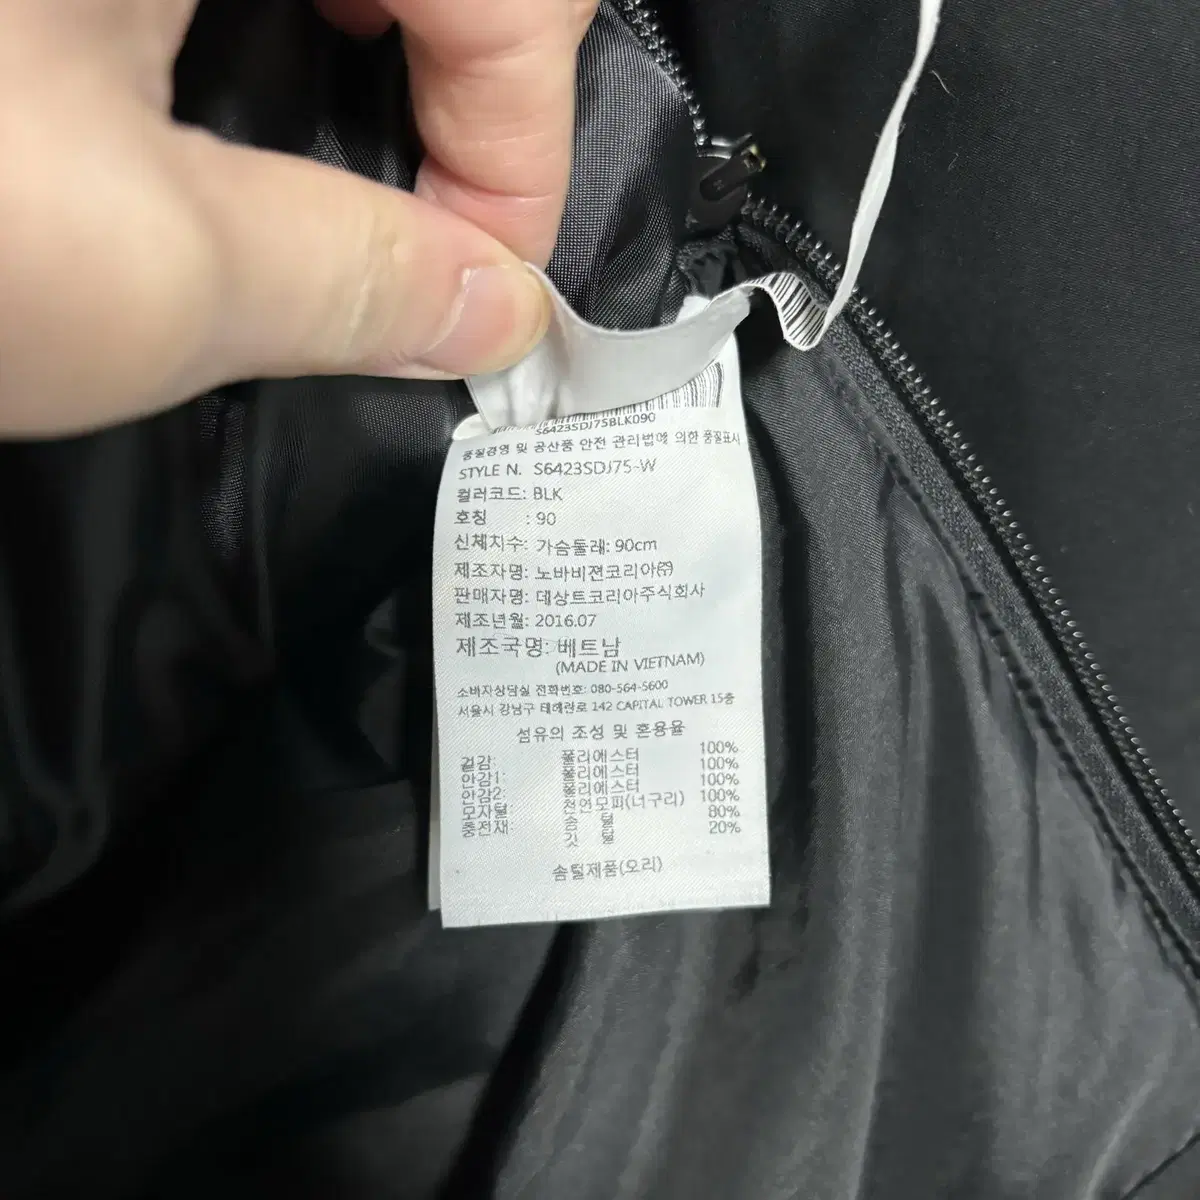 S6423SDJ75BLK090
품질경영 및 공산품 안전 관리법에 의한 품질표시
STYLE N. S6423SDJ75-W
컬러코드: BLK
호칭 : 90
신체치수: 가슴둘레: 90cm
제조자명: 노바비젼코리아㈜
판매자명: 데상트코리아주식회사
제조년월: 2016.07
제조국명: 베트남
(MADE IN VIETNAM)
소비자상담실 전화번호: 080-564-5600
서울시 강남구 테헤란로 142 CAPITAL TOWER 15층
섬유의 조성 및 혼용율
겉감: 폴리에스터 100%
안감1: 폴리에스터 100%
안감2: 폴리에스터 100%
모자털: 천연모피(너구리) 100%
충전재: 솜 털 80%
깃 털 20%
솜털제품(오리)